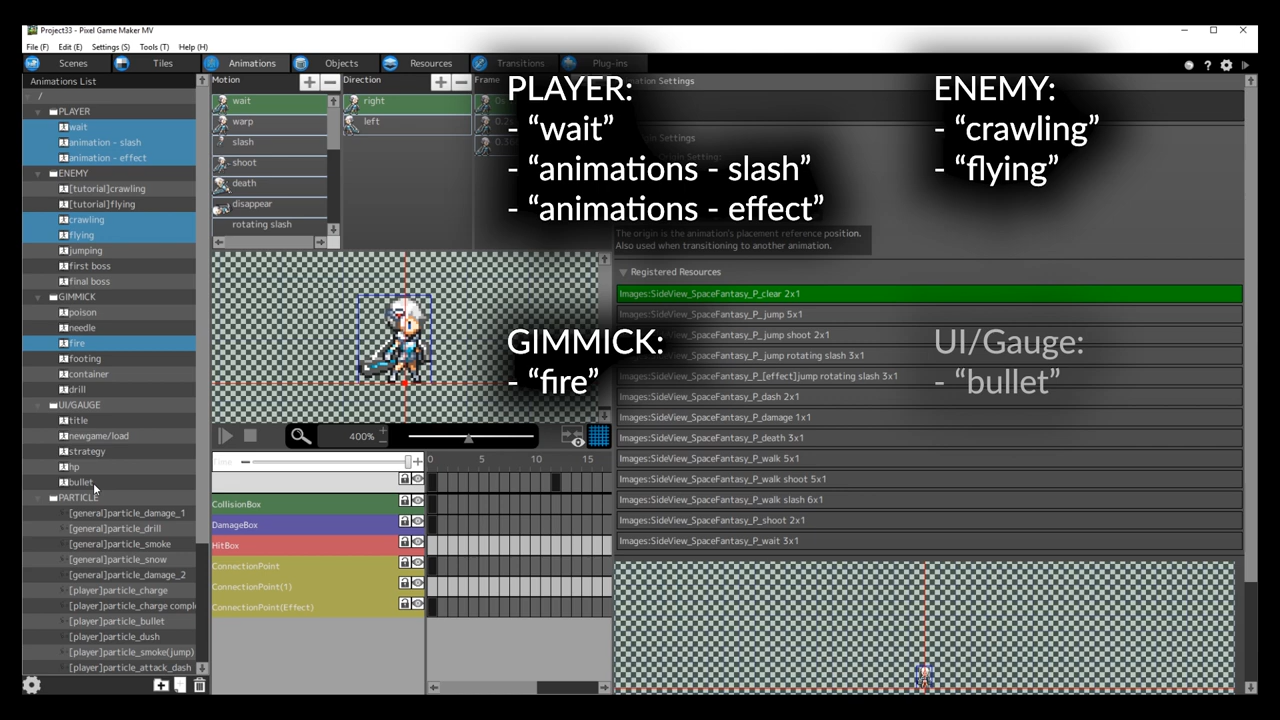 Project33 - Pixel Game Maker MV
File (F) Edit (E) Settings (S) Tools (T) Help (H)
Scenes Tiles Animations Objects Resources Transitions Plug-ins
Animations List
/
PLAYER
wait
animation - slash
animation - effect
ENEMY
[tutorial]crawling
[tutorial]flying
crawling
flying
jumping
first boss
final boss
GIMMICK
poison
needle
fire
footing
container
drill
UI/GAUGE
title
newgame/load
strategy
hp
bullet
PARTICLE
[general]particle_damage_1
[general]particle_drill
[general]particle_smoke
[general]particle_snow
[general]particle_damage_2
[player]particle_charge
[player]particle_charge compl
[player]particle_bullet
[player]particle_dush
[player]particle_smoke(jump)
[player]particle_attack_dash
Motion
wait
warp
slash
shoot
death
disappear
rotating slash
Direction
right
left
Frame
400%
0 5 10 15
CollisionBox
DamageBox
HitBox
ConnectionPoint
ConnectionPoint(1)
ConnectionPoint(Effect)
PLAYER:
- “wait”
- “animations - slash”
- “animations - effect”
ENEMY:
- “crawling”
- “flying”
GIMMICK:
- “fire”
UI/Gauge:
- “bullet”
The origin is the animation's placement reference position.
Also used when transitioning to another animation.
Registered Resources
Images:SideView_SpaceFantasy_P_clear 2x1
Images:SideView_SpaceFantasy_P_jump 5x1
Images:SideView_SpaceFantasy_P_jump shoot 2x1
Images:SideView_SpaceFantasy_P_jump rotating slash 3x1
Images:SideView_SpaceFantasy_P_[effect]jump rotating slash 3x1
Images:SideView_SpaceFantasy_P_dash 2x1
Images:SideView_SpaceFantasy_P_damage 1x1
Images:SideView_SpaceFantasy_P_death 3x1
Images:SideView_SpaceFantasy_P_walk 5x1
Images:SideView_SpaceFantasy_P_walk shoot 5x1
Images:SideView_SpaceFantasy_P_walk slash 6x1
Images:SideView_SpaceFantasy_P_shoot 2x1
Images:SideView_SpaceFantasy_P_wait 3x1